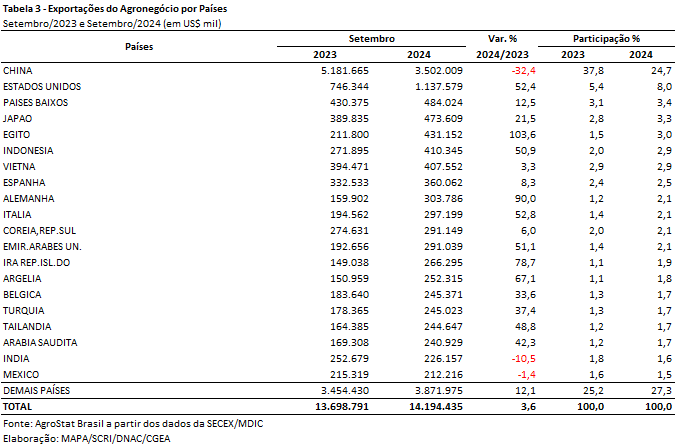 Tabela 3 - Exportações do Agronegócio por Países
Setembro/2023 e Setembro/2024 (em US$ mil)
Países Setembro Var. % Participação %
2023 2024 2024/2023 2023 2024
CHINA 5.181.665 3.502.009 -32,4 37,8 24,7
ESTADOS UNIDOS 746.344 1.137.579 52,4 5,4 8,0
PAISES BAIXOS 430.375 484.024 12,5 3,1 3,4
JAPAO 389.835 473.609 21,5 2,8 3,3
EGITO 211.800 431.152 103,6 1,5 3,0
INDONESIA 271.895 410.345 50,9 2,0 2,9
VIETNA 394.471 407.552 3,3 2,9 2,9
ESPANHA 332.533 360.062 8,3 2,4 2,5
ALEMANHA 159.902 303.786 90,0 1,2 2,1
ITALIA 194.562 297.199 52,8 1,4 2,1
COREIA,REP.SUL 274.631 291.149 6,0 2,0 2,1
EMIR.ARABES UN. 192.656 291.039 51,1 1,4 2,1
IRA REP.ISL.DO 149.038 266.295 78,7 1,1 1,9
ARGELIA 150.959 252.315 67,1 1,1 1,8
BELGICA 183.640 245.371 33,6 1,3 1,7
TURQUIA 178.365 245.023 37,4 1,3 1,7
TAILANDIA 164.385 244.647 48,8 1,2 1,7
ARABIA SAUDITA 169.308 240.929 42,3 1,2 1,7
INDIA 252.679 226.157 -10,5 1,8 1,6
MEXICO 215.319 212.216 -1,4 1,6 1,5
DEMAIS PAÍSES 3.454.430 3.871.975 12,1 25,2 27,3
TOTAL 13.698.791 14.194.435 3,6 100,0 100,0
Fonte: AgroStat Brasil a partir dos dados da SECEX/MDIC
Elaboração: MAPA/SCRI/DNAC/CGEA